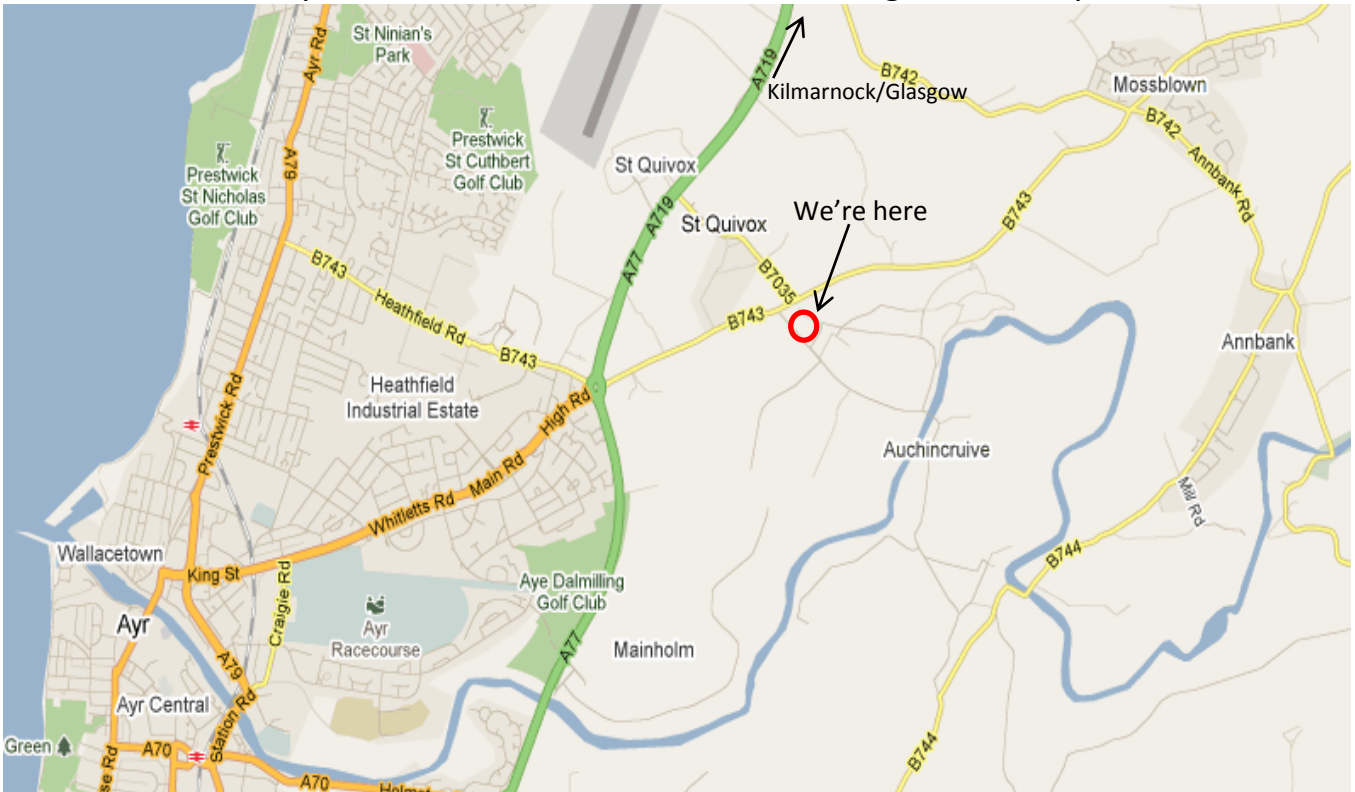 St Ninian's
Park
Ayr Rd
A719
Kilmarnock/Glasgow
B742
Mossblown
B742
Annbank Rd
Prestwick
St Cuthbert
Golf Club
Prestwick
St Nicholas
Golf Club
A79
St Quivox
A719
St Quivox
We're here
B743
B7035
A77
B743
Heathfield Rd
B743
B743
Annbank
Heathfield
Industrial Estate
High Rd
Main Rd
Whitletts Rd
Prestwick Rd
Auchincruive
Mill Rd
Wallacetown
King St
Craigie Rd
B744
Aye Dalmilling
Golf Club
Ayr
Ayr
Racecourse
A77
Mainholm
A79
Ayr Central
Station Rd
Green
A70
A70
B744